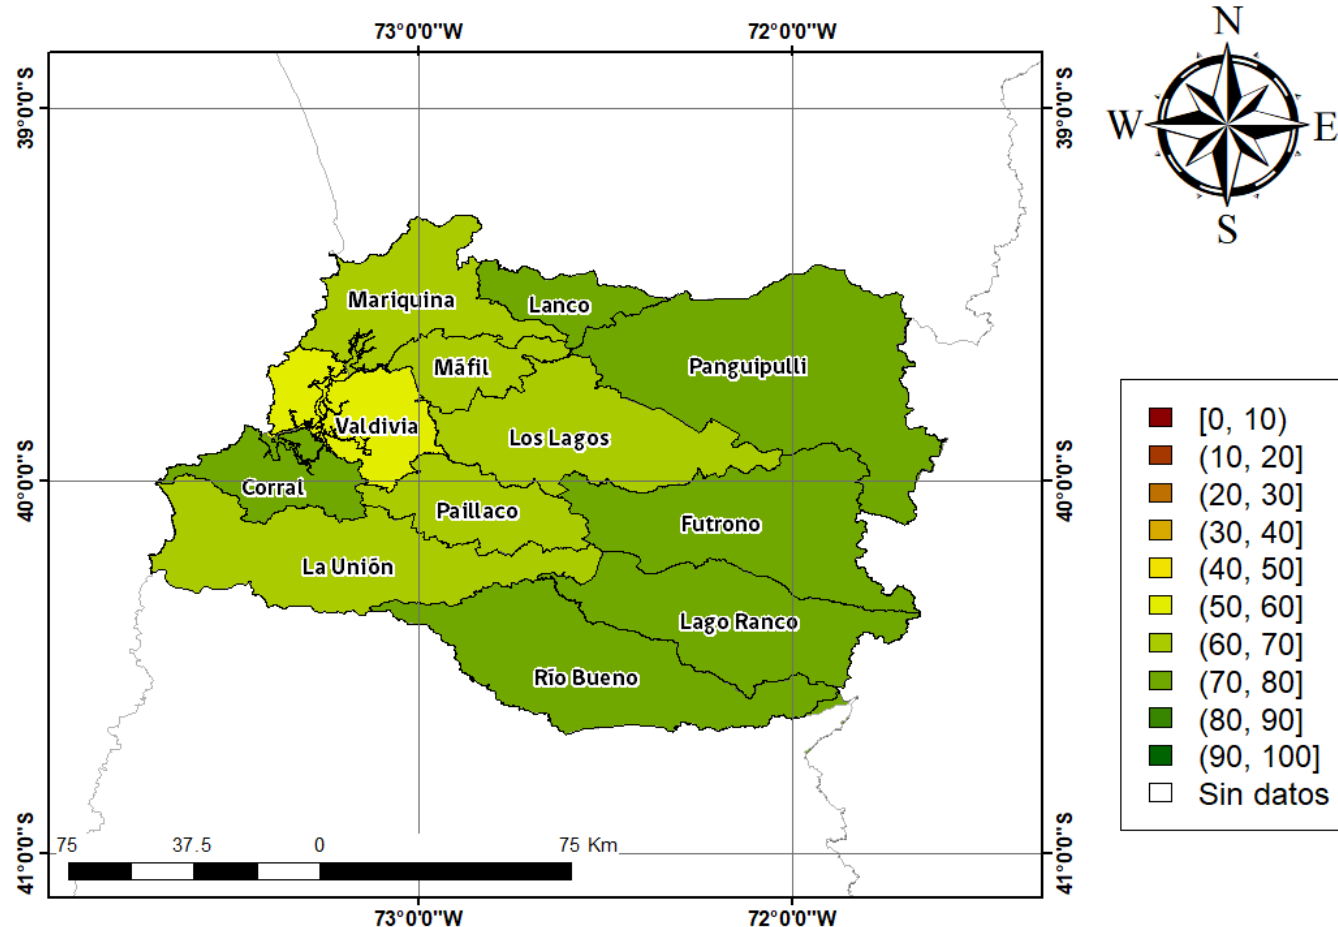 73°0'0"W
72°0'0"W
N
W
E
S
39°0'0"S
39°0'0"S
Mariquina
Lanco
Máfil
Panguipulli
Valdivia
Los Lagos
40°0'0"S
40°0'0"S
Corral
Paillaco
Futrono
La Unión
Lago Ranco
Río Bueno
[0, 10)
(10, 20]
(20, 30]
(30, 40]
(40, 50]
(50, 60]
(60, 70]
(70, 80]
(80, 90]
(90, 100]
Sin datos
75 37.5 0 75 Km
41°0'0"S
41°0'0"S
73°0'0"W
72°0'0"W